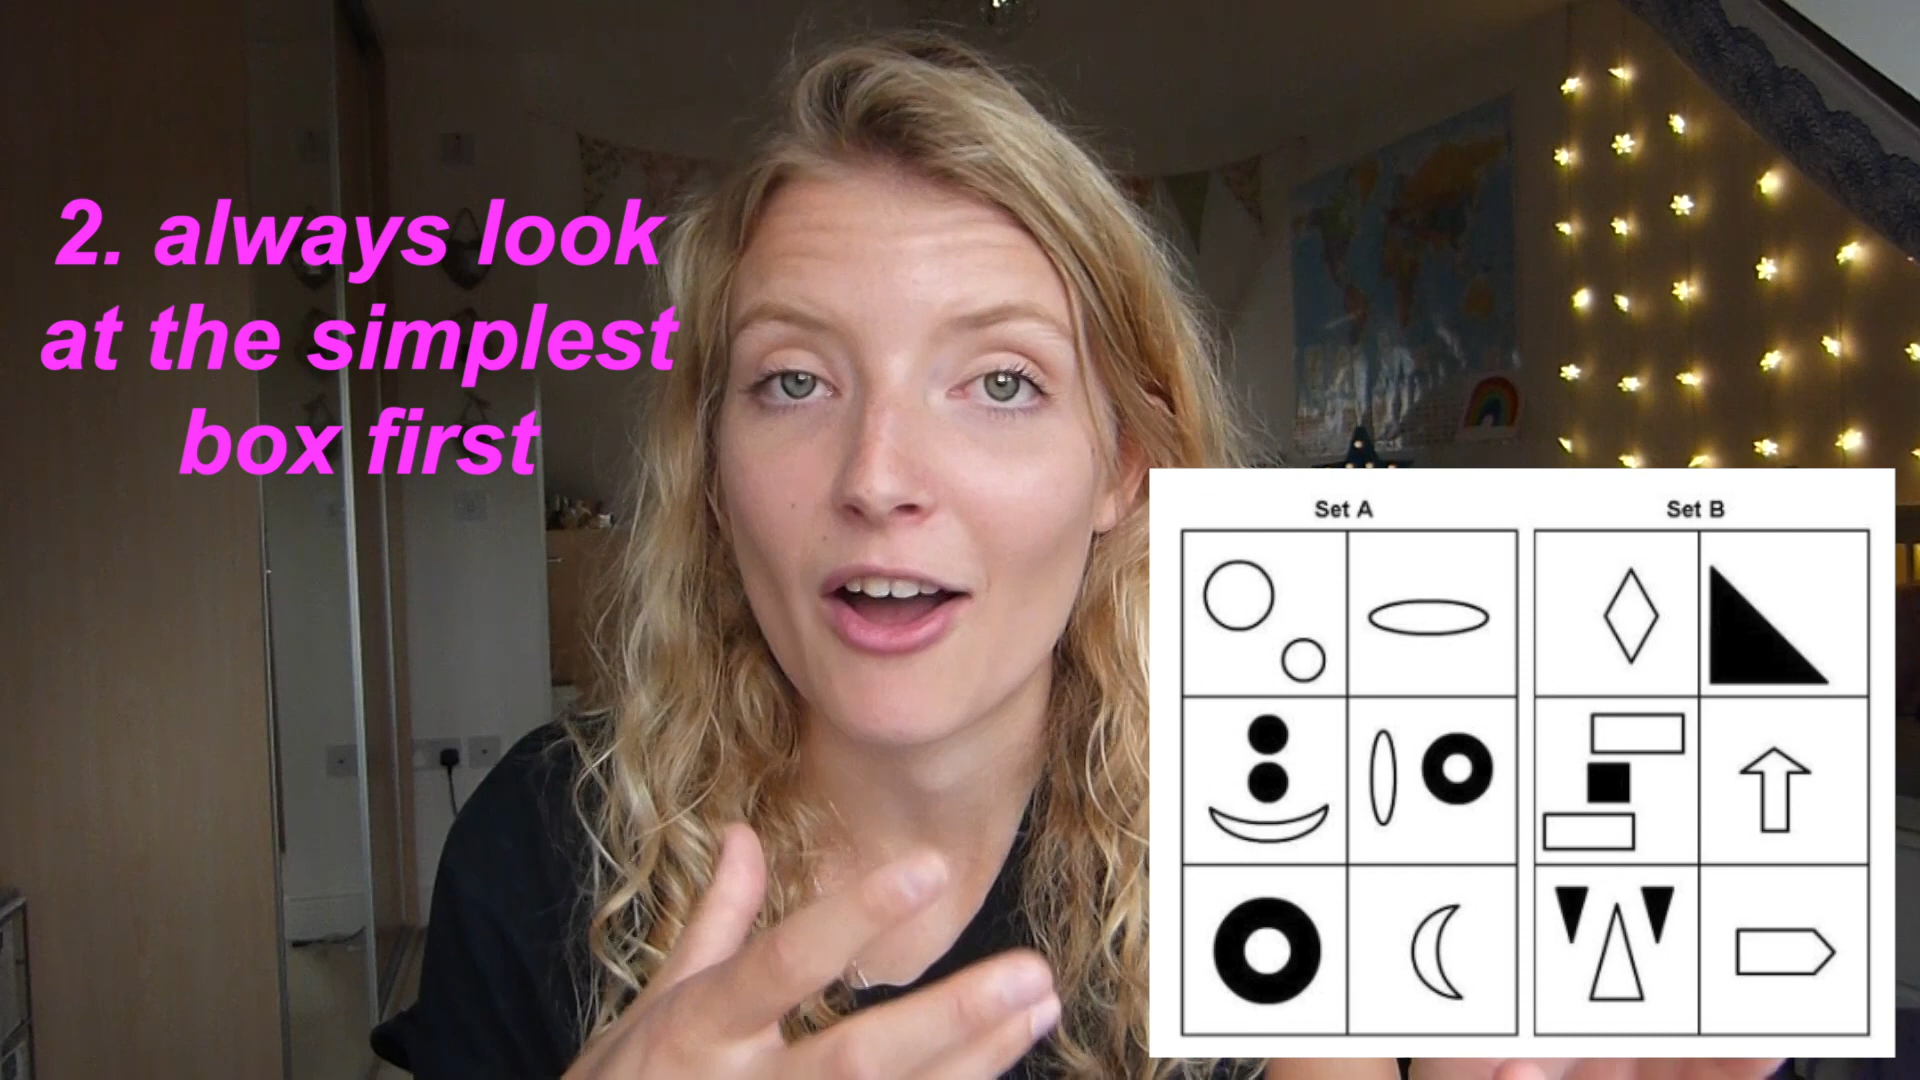 2. always look
at the simplest
box first
Set A
Set B